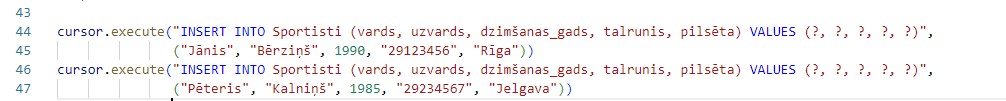 43
44 cursor.execute("INSERT INTO Sportisti (vards, uzvards, dzimšanas_gads, talrunis, pilsēta) VALUES (?, ?, ?, ?, ?)",
45 ("Jānis", "Bērziņš", 1990, "29123456", "Rīga"))
46 cursor.execute("INSERT INTO Sportisti (vards, uzvards, dzimšanas_gads, talrunis, pilsēta) VALUES (?, ?, ?, ?, ?)",
47 ("Pēteris", "Kalniņš", 1985, "29234567", "Jelgava"))